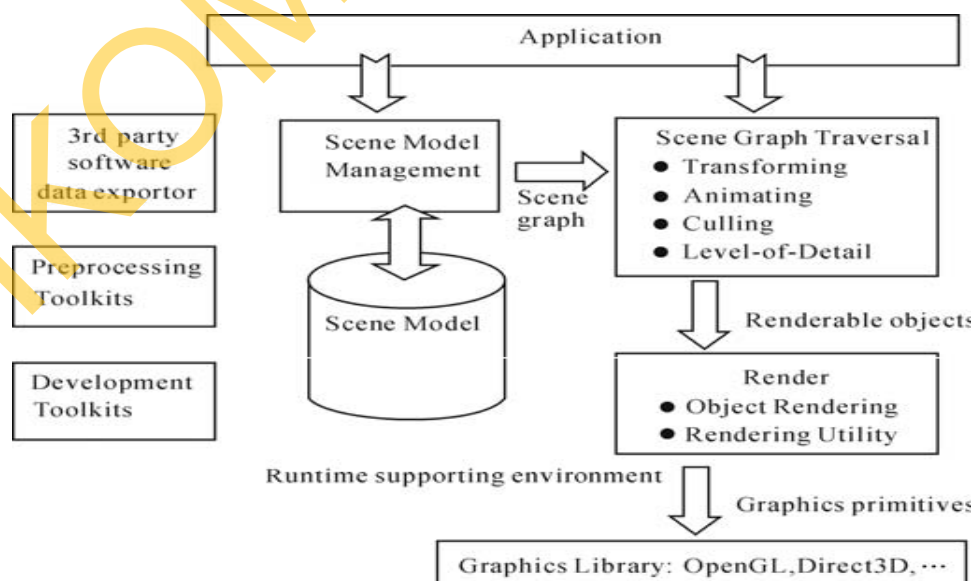 Application
3rd party
software
data exportor
Scene Model
Management
Scene
graph
Scene Graph Traversal
● Transforming
● Animating
● Culling
● Level-of-Detail
Preprocessing
Toolkits
Scene Model
Renderable objects
Development
Toolkits
Render
● Object Rendering
● Rendering Utility
Runtime supporting environment
Graphics primitives
Graphics Library: OpenGL,Direct3D,···
KOM